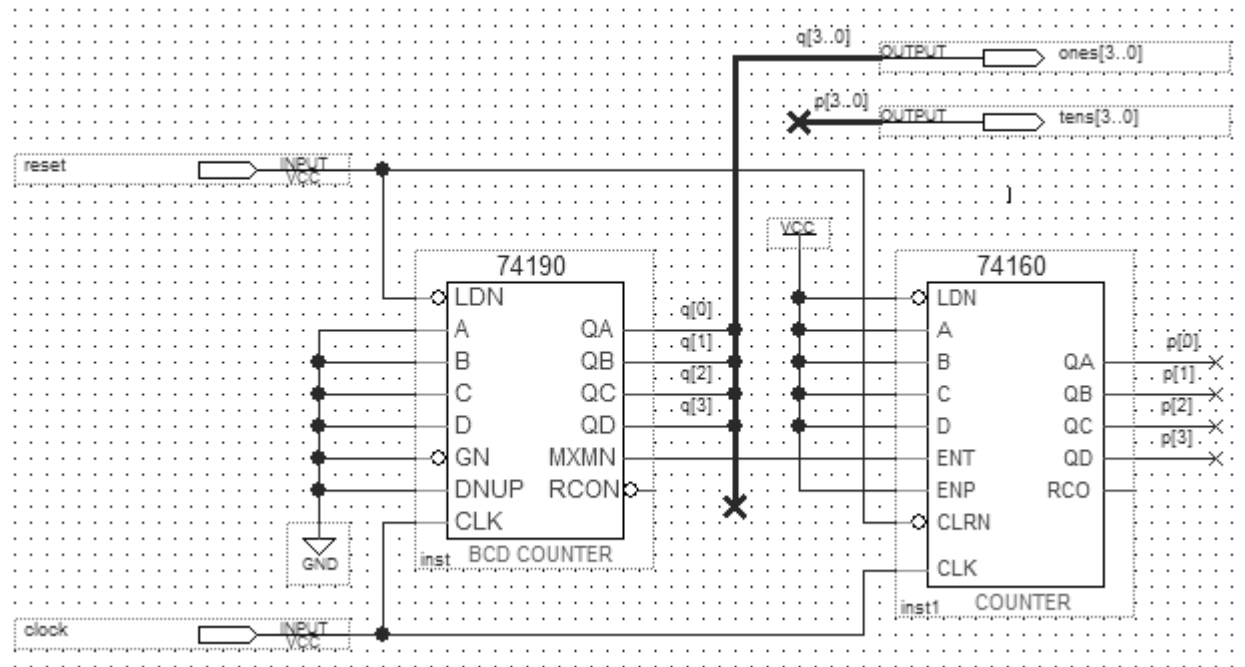 q[3..0]
OUTPUT
ones[3..0]
p[3..0]
OUTPUT
tens[3..0]
reset
INPUT
VCC
]
VCC
74190
LDN
A
B
C
D
GN
DNUP
CLK
QA
QB
QC
QD
MXMN
RCON
inst
BCD COUNTER
q[0]
q[1]
q[2]
q[3]
GND
74160
LDN
A
B
C
D
ENT
ENP
CLRN
CLK
QA
QB
QC
QD
RCO
inst1
COUNTER
p[0]
p[1]
p[2]
p[3]
clock
INPUT
VCC